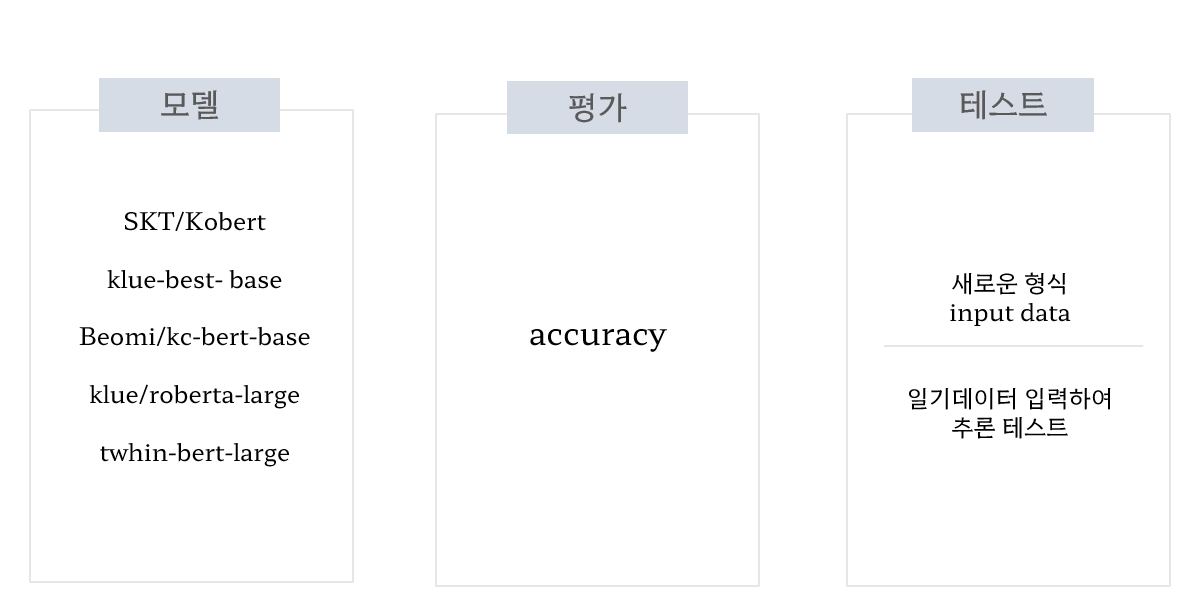 모델
SKT/Kobert
klue-best- base
Beomi/kc-bert-base
klue/roberta-large
twhin-bert-large
평가
accuracy
테스트
새로운 형식
input data
일기데이터 입력하여
추론 테스트